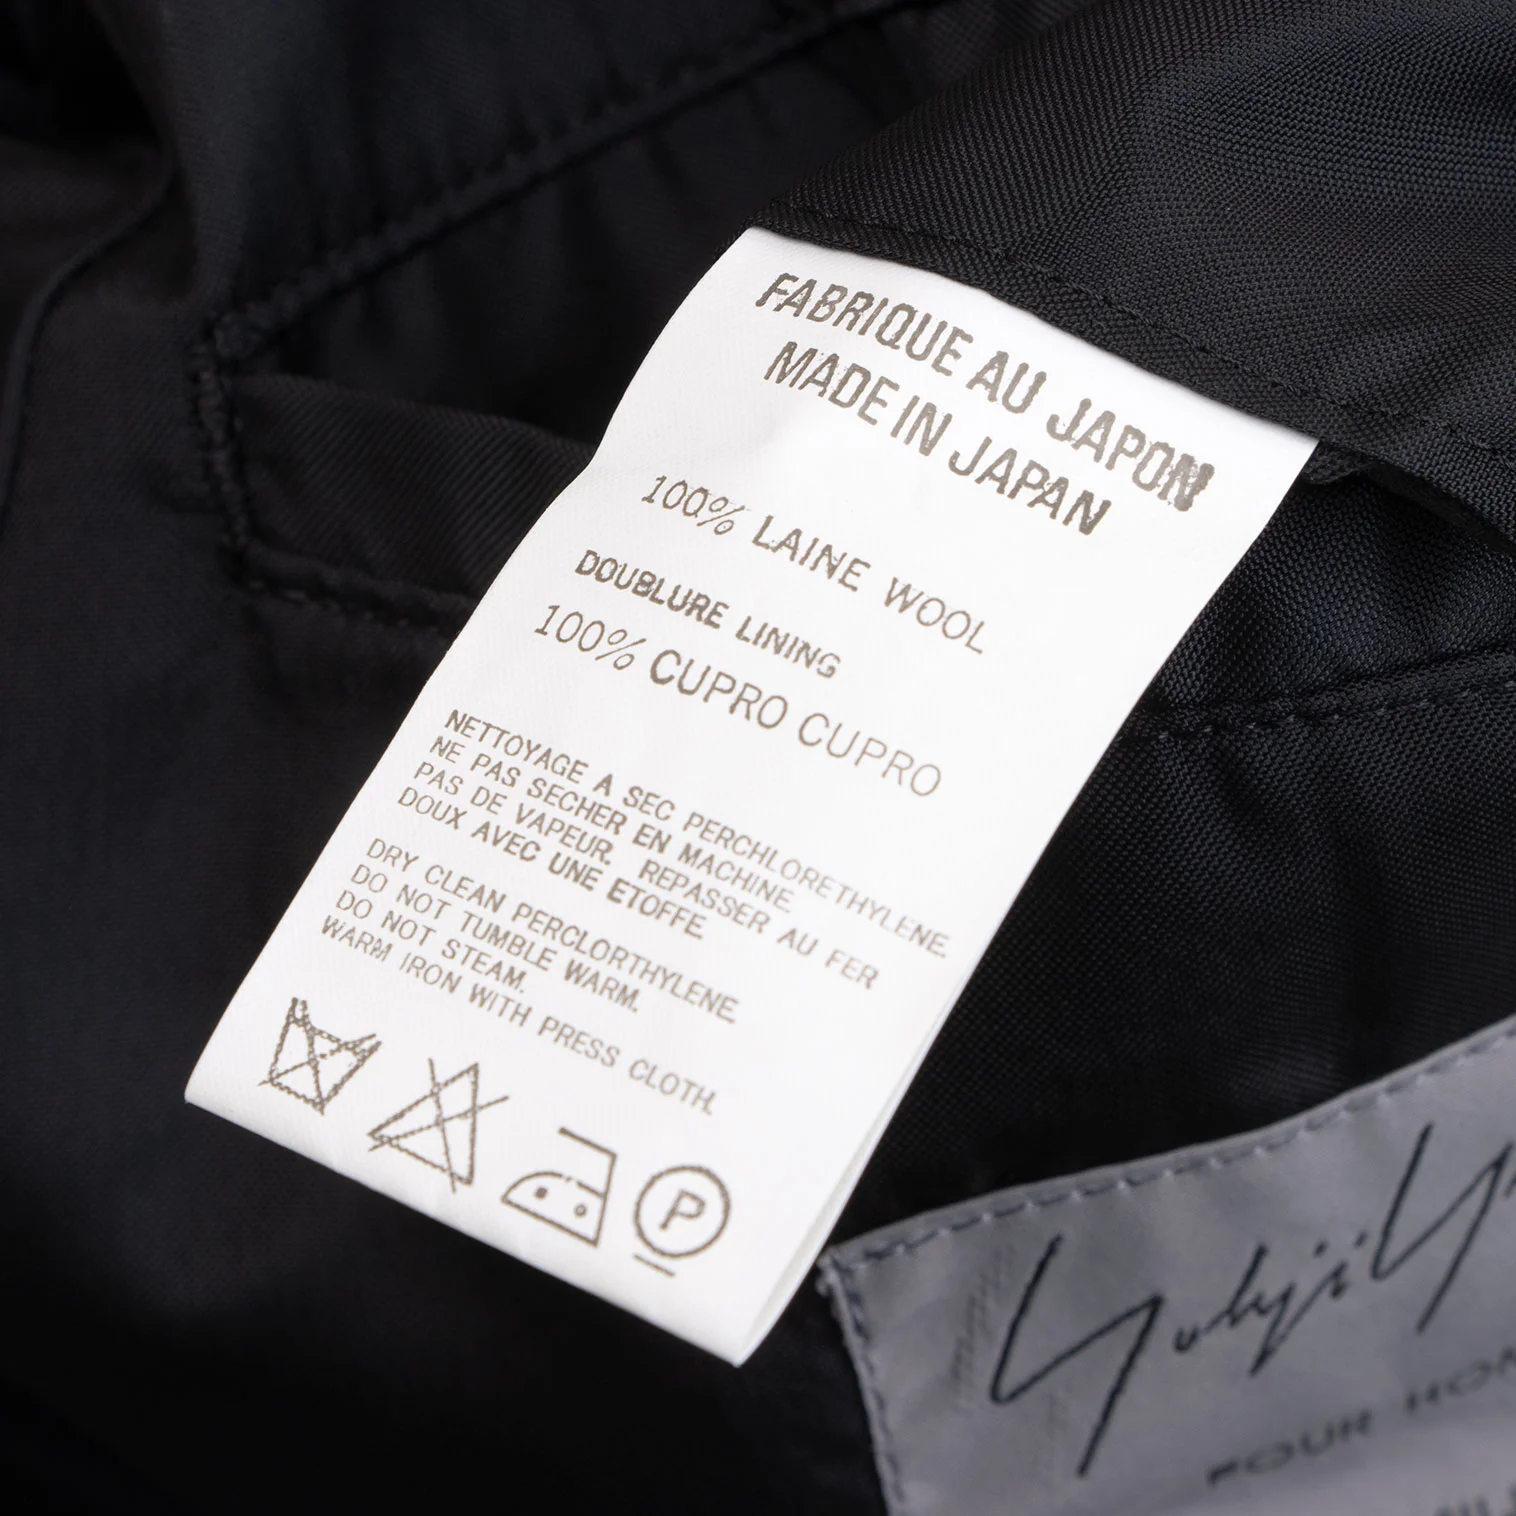 FABRIQUE AU JAPON
MADE IN JAPAN
100% LAINE WOOL
DOUBLURE LINING
100% CUPRO CUPRO
NETTOYAGE A SEC PERCHLORETHYLENE.
NE PAS SECHER EN MACHINE.
PAS DE VAPEUR. REPASSER AU FER
DOUX AVEC UNE ETOFFE.
DRY CLEAN PERCLORTHYLENE.
DO NOT TUMBLE WARM.
DO NOT STEAM.
WARM IRON WITH PRESS CLOTH.
P
Yohji
POUR